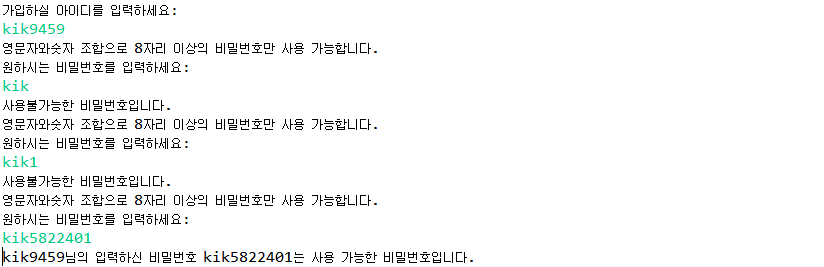 가입하실 아이디를 입력하세요:
kik9459
영문자와숫자 조합으로 8자리 이상의 비밀번호만 사용 가능합니다.
원하시는 비밀번호를 입력하세요:
kik
사용불가능한 비밀번호입니다.
영문자와숫자 조합으로 8자리 이상의 비밀번호만 사용 가능합니다.
원하시는 비밀번호를 입력하세요:
kik1
사용불가능한 비밀번호입니다.
영문자와숫자 조합으로 8자리 이상의 비밀번호만 사용 가능합니다.
원하시는 비밀번호를 입력하세요:
kik5822401
kik9459님의 입력하신 비밀번호 kik5822401는 사용 가능한 비밀번호입니다.